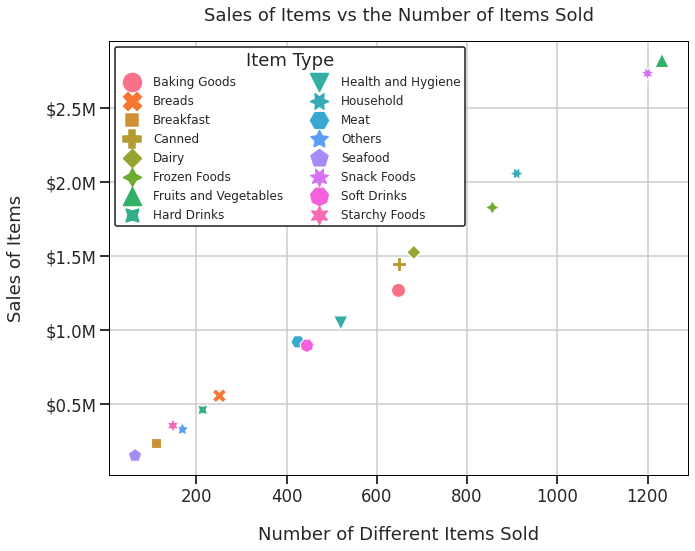 Sales of Items vs the Number of Items Sold
Item Type
Baking Goods
Breads
Breakfast
Canned
Dairy
Frozen Foods
Fruits and Vegetables
Hard Drinks
Health and Hygiene
Household
Meat
Others
Seafood
Snack Foods
Soft Drinks
Starchy Foods
Sales of Items
$2.5M
$2.0M
$1.5M
$1.0M
$0.5M
200 400 600 800 1000 1200
Number of Different Items Sold